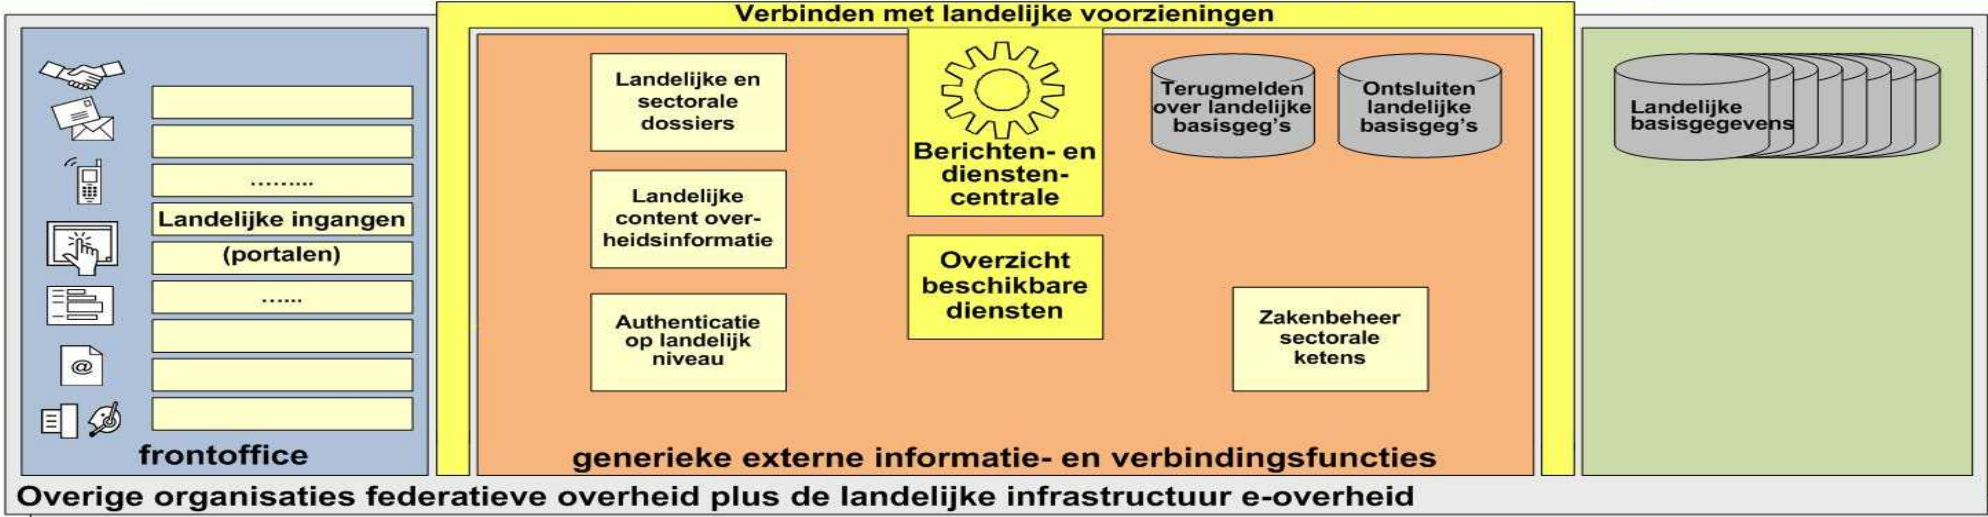 Verbinden met landelijke voorzieningen
.........
Landelijke ingangen
(portalen)
......
@
frontoffice
Landelijke en
sectorale
dossiers
Landelijke
content over-
heidsinformatie
Authenticatie
op landelijk
niveau
Berichten- en
diensten-
centrale
Overzicht
beschikbare
diensten
Terugmelden
over landelijke
basisgeg's
Ontsluiten
landelijke
basisgeg's
Zakenbeheer
sectorale
ketens
generieke externe informatie- en verbindingsfuncties
Landelijke
basisgegevens
Overige organisaties federatieve overheid plus de landelijke infrastructuur e-overheid